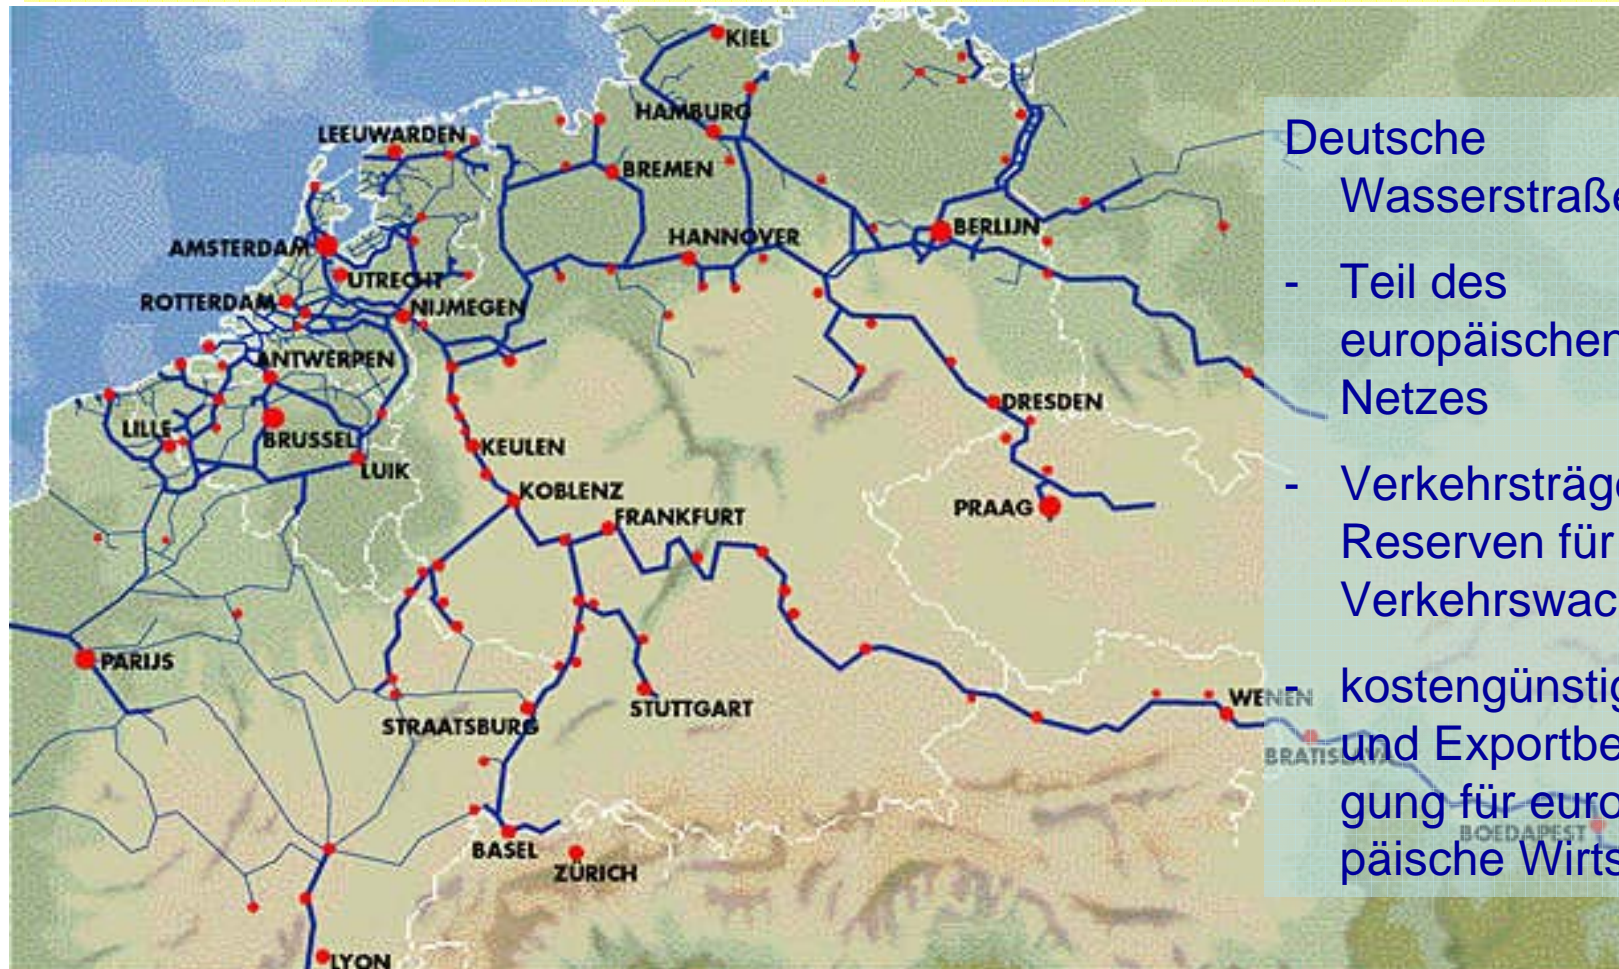 KIEL
HAMBURG
LEEUWARDEN
BREMEN
AMSTERDAM
HANNOVER
BERLIJN
UTRECHT
ROTTERDAM
NIJMEGEN
ANTWERPEN
LILLE
BRUSSEL
LUIK
KEULEN
DRESDEN
KOBLENZ
FRANKFURT
PRAAG
PARIJS
STRAATSBURG
STUTTGART
WENEN
BRATISLAVA
BOEDAPEST
BASEL
ZÜRICH
LYON
Deutsche
Wasserstraße
- Teil des
europäischen
Netzes
- Verkehrsträge
Reserven für
Verkehrswac
- kostengünstig
und Exportbe
gung für euro
päische Wirts